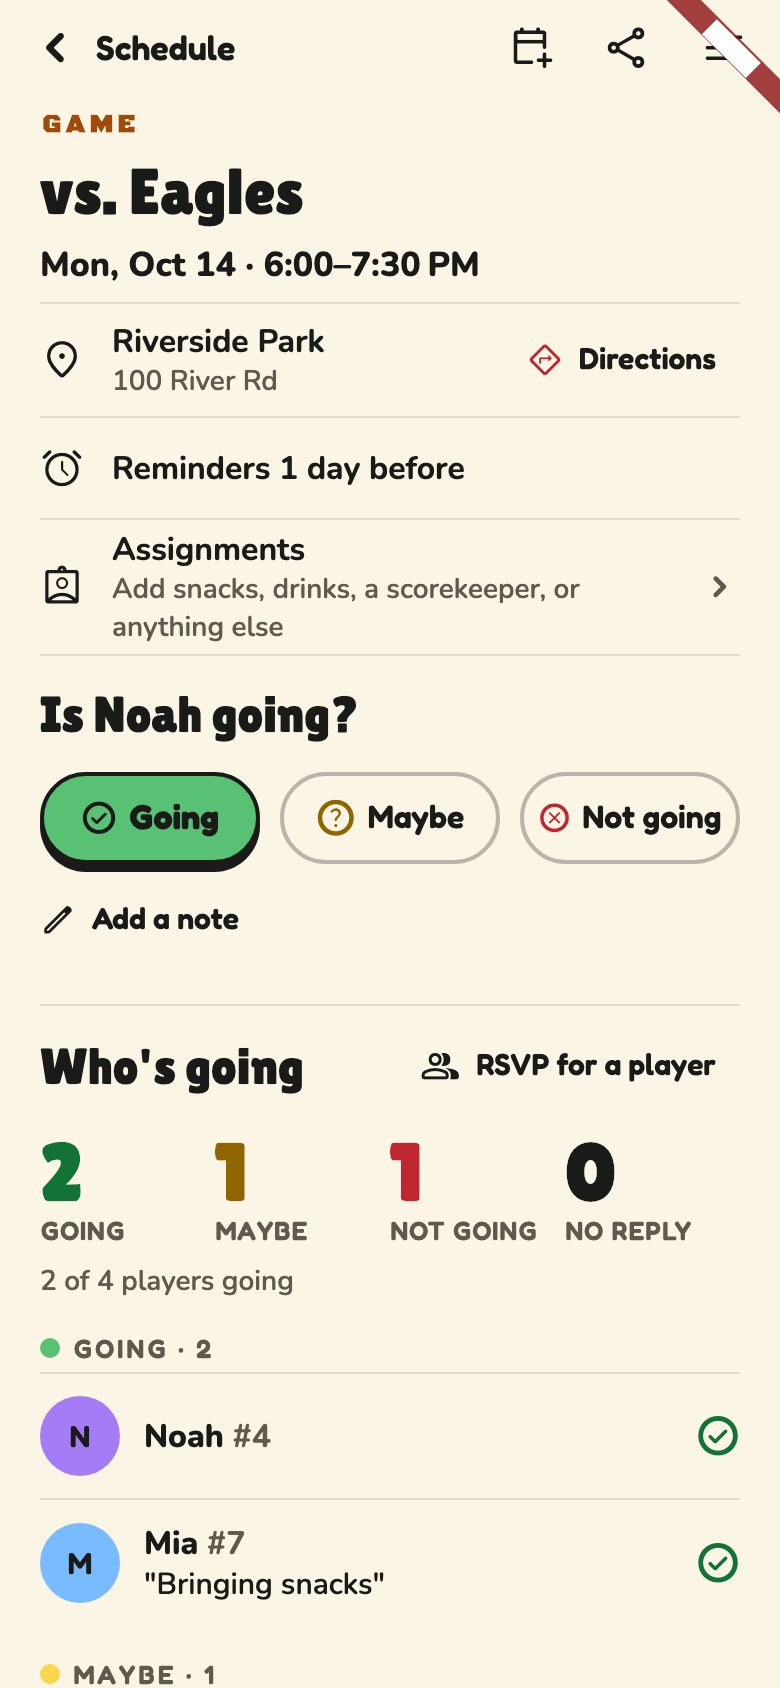 Schedule
GAME
vs. Eagles
Mon, Oct 14 · 6:00–7:30 PM
Riverside Park
100 River Rd
Directions
Reminders 1 day before
Assignments
Add snacks, drinks, a scorekeeper, or
anything else
Is Noah going?
Going
Maybe
Not going
Add a note
Who's going
RSVP for a player
2 1 1 0
GOING MAYBE NOT GOING NO REPLY
2 of 4 players going
GOING · 2
N
Noah #4
M
Mia #7
"Bringing snacks"
MAYBE · 1